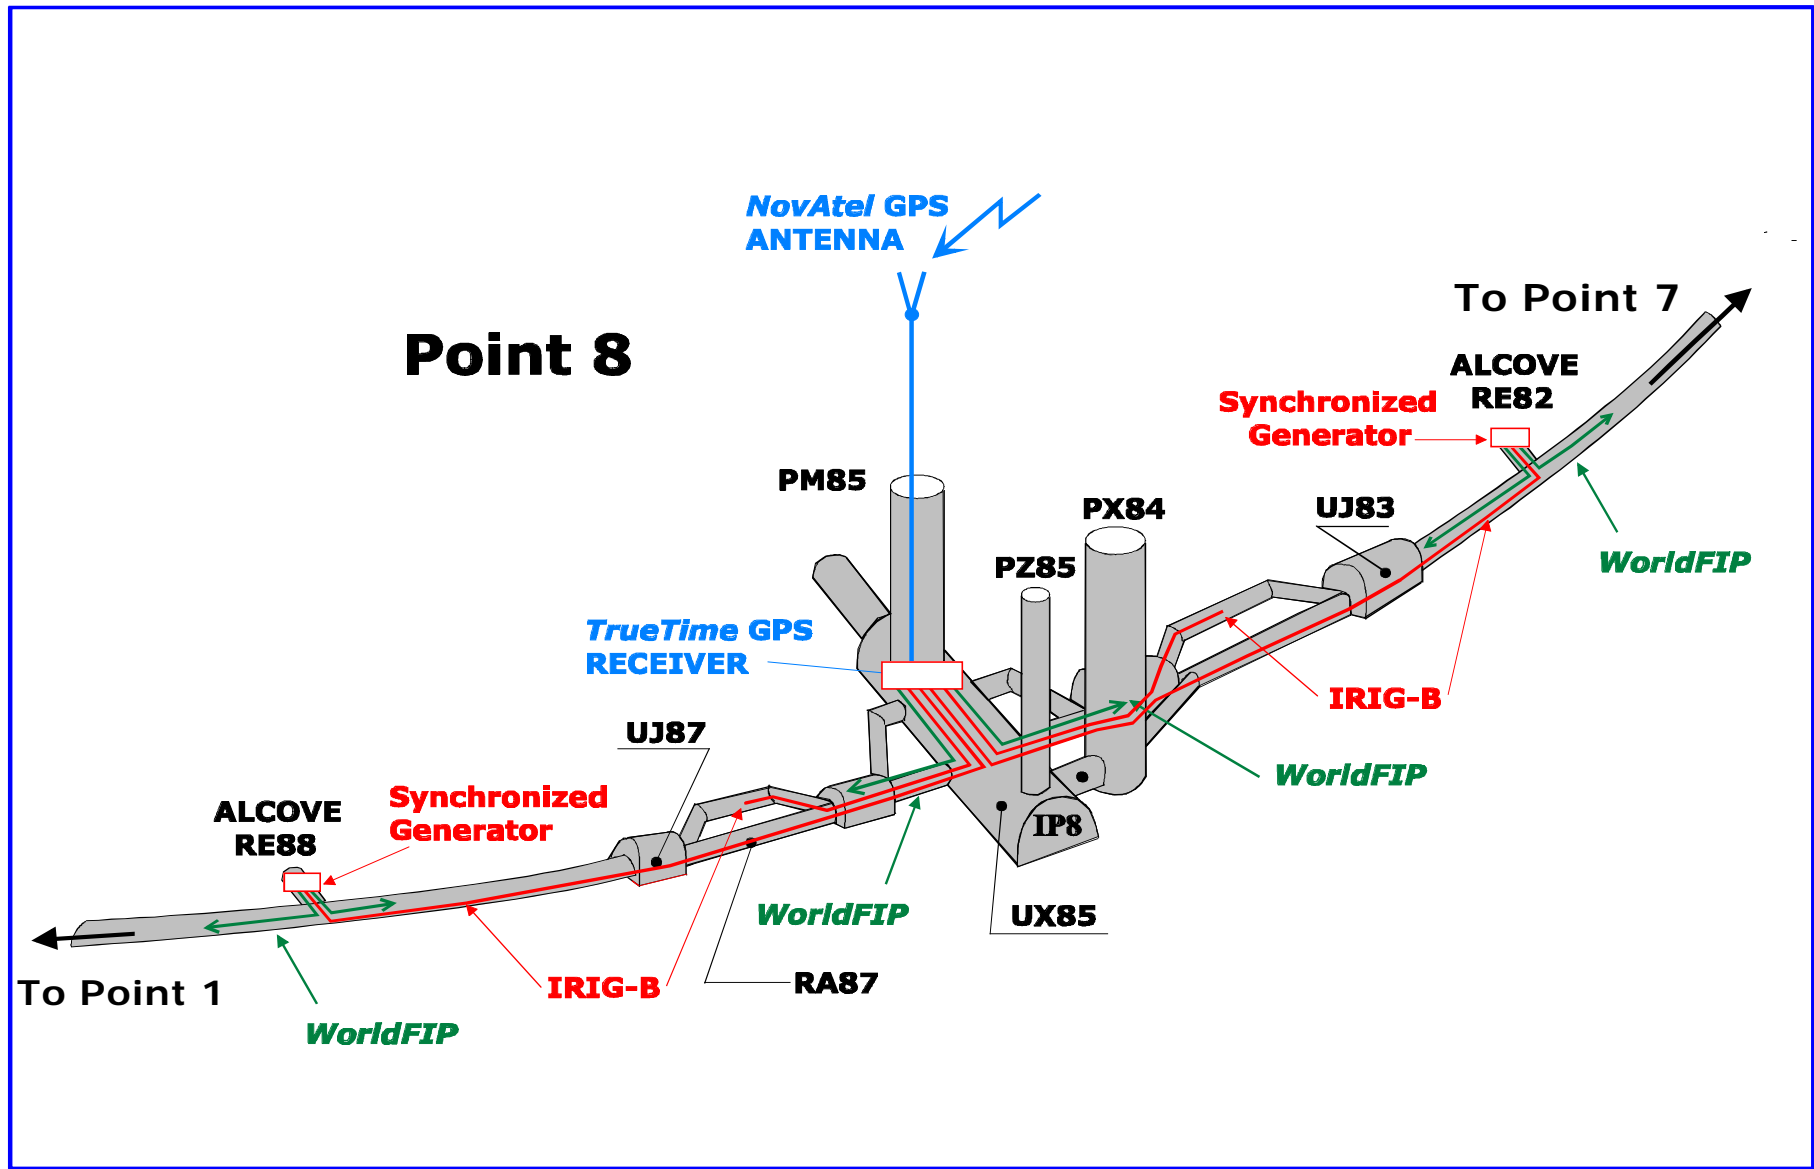 NovAtel GPS
ANTENNA
To Point 7
Point 8
ALCOVE
RE82
Synchronized
Generator
PM85
PX84
UJ83
PZ85
WorldFIP
TrueTime GPS
RECEIVER
IRIG-B
UJ87
WorldFIP
ALCOVE
RE88
Synchronized
Generator
IP8
WorldFIP
UX85
RA87
IRIG-B
To Point 1
WorldFIP